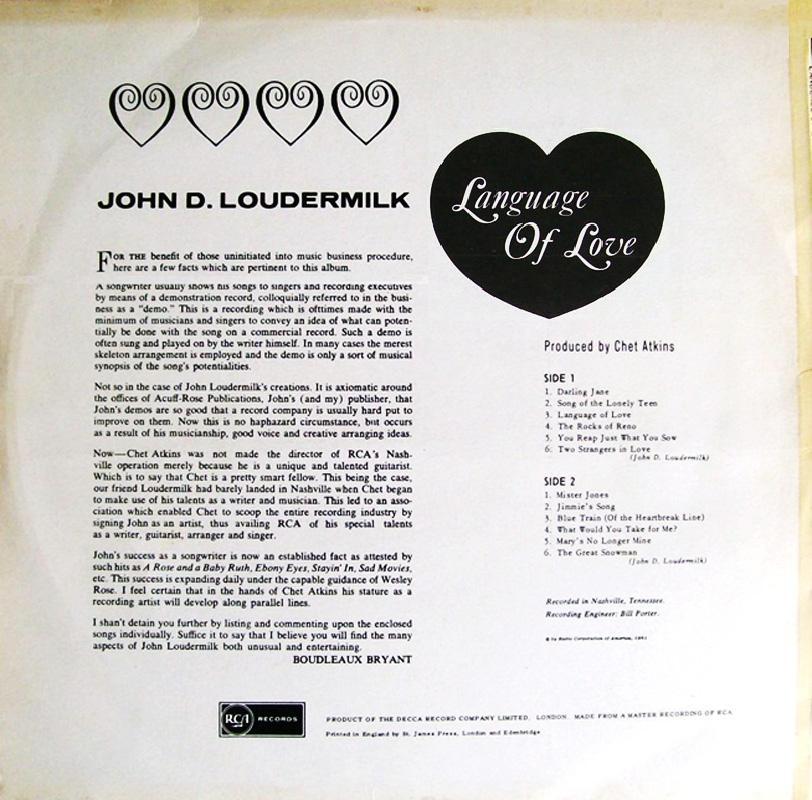 JOHN D. LOUDERMILK
FOR THE benefit of those uninitiated into music business procedure,
here are a few facts which are pertinent to this album.
A songwriter usually shows his songs to singers and recording executives
by means of a demonstration record, colloquially referred to in the busi-
ness as a "demo." This is a recording which is ofttimes made with the
minimum of musicians and singers to convey an idea of what can poten-
tially be done with the song on a commercial record. Such a demo is
often sung and played on by the writer himself. In many cases the merest
skeleton arrangement is employed and the demo is only a sort of musical
synopsis of the song's potentialities.
Not so in the case of John Loudermilk's creations. It is axiomatic around
the offices of Acuff-Rose Publications, John's (and my) publisher, that
John's demos are so good that a record company is usually hard put to
improve on them. Now this is no haphazard circumstance, but occurs
as a result of his musicianship, good voice and creative arranging ideas.
Now—Chet Atkins was not made the director of RCA's Nash-
ville operation merely because he is a unique and talented guitarist.
Which is to say that Chet is a pretty smart fellow. This being the case,
our friend Loudermilk had barely landed in Nashville when Chet began
to make use of his talents as a writer and musician. This led to an asso-
ciation which enabled Chet to scoop the entire recording industry by
signing John as an artist, thus availing RCA of his special talents
as a writer, guitarist, arranger and singer.
John's success as a songwriter is now an established fact as attested by
such hits as A Rose and a Baby Ruth, Ebony Eyes, Stayin' In, Sad Movies,
etc. This success is expanding daily under the capable guidance of Wesley
Rose. I feel certain that in the hands of Chet Atkins his stature as a
recording artist will develop along parallel lines.
I shan't detain you further by listing and commenting upon the enclosed
songs individually. Suffice it to say that I believe you will find the many
aspects of John Loudermilk both unusual and entertaining.
BOUDLEAUX BRYANT
Language
Of Love
Produced by Chet Atkins
SIDE 1
1. Darling Jane
2. Song of the Lonely Teen
3. Language of Love
4. The Rocks of Reno
5. You Reap Just What You Sow
6. Two Strangers in Love
(John D. Loudermilk)
SIDE 2
1. Mister Jones
2. Jimmie's Song
3. Blue Train (Of the Heartbreak Line)
4. What Would You Take for Me?
5. Mary's No Longer Mine
6. The Great Snowman
(John D. Loudermilk)
Recorded in Nashville, Tennessee.
Recording Engineer: Bill Porter.
© by Radio Corporation of America, 1961
RCA RECORDS
PRODUCT OF THE DECCA RECORD COMPANY LIMITED, LONDON. MADE FROM A MASTER RECORDING OF RCA
Printed in England by St. James Press, London and Edenbridge